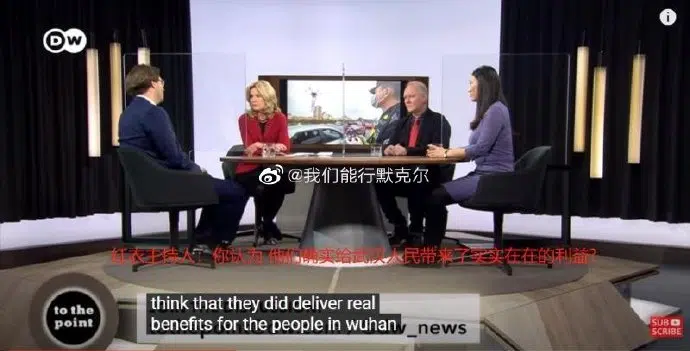 DW
@我们能行默克尔
红衣主持人：你认为 他们确实给武汉人民带来了实实在在的利益？
to the
point
think that they did deliver real
benefits for the people in wuhan
_news
SUB
SCRIBE